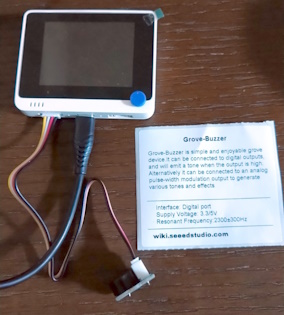 Grove-Buzzer
Grove-Buzzer is simple and enjoyable grove
device.It can be connected to digital outputs,
and will emit a tone when the output is high.
Alternatively it can be connected to an analog
pulse-width modulation output to generate
various tones and effects.
Interface: Digital port
Supply Voltage: 3.3/5V
Resonant Frequency:2300±300Hz
wiki.seeedstudio.com